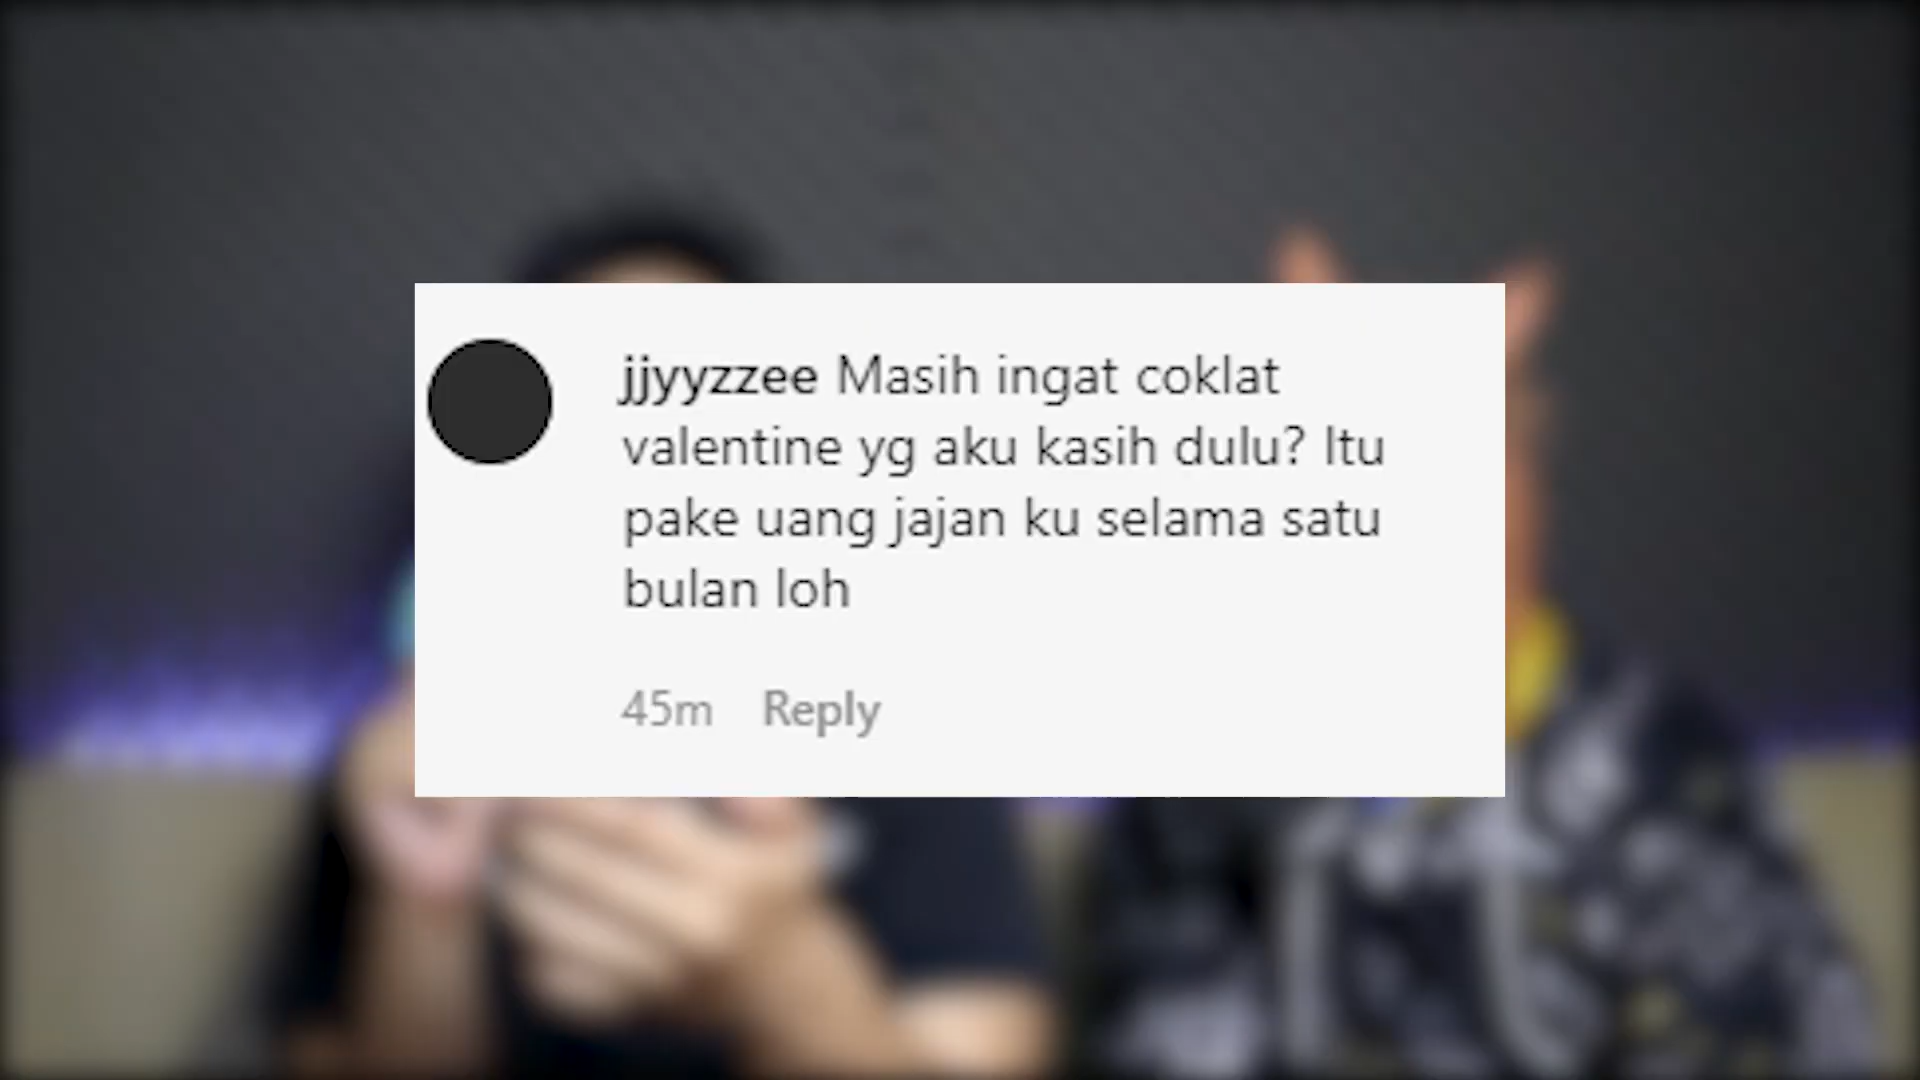 jjyyzzee Masih ingat coklat
valentine yg aku kasih dulu? Itu
pake uang jajan ku selama satu
bulan loh
45m Reply